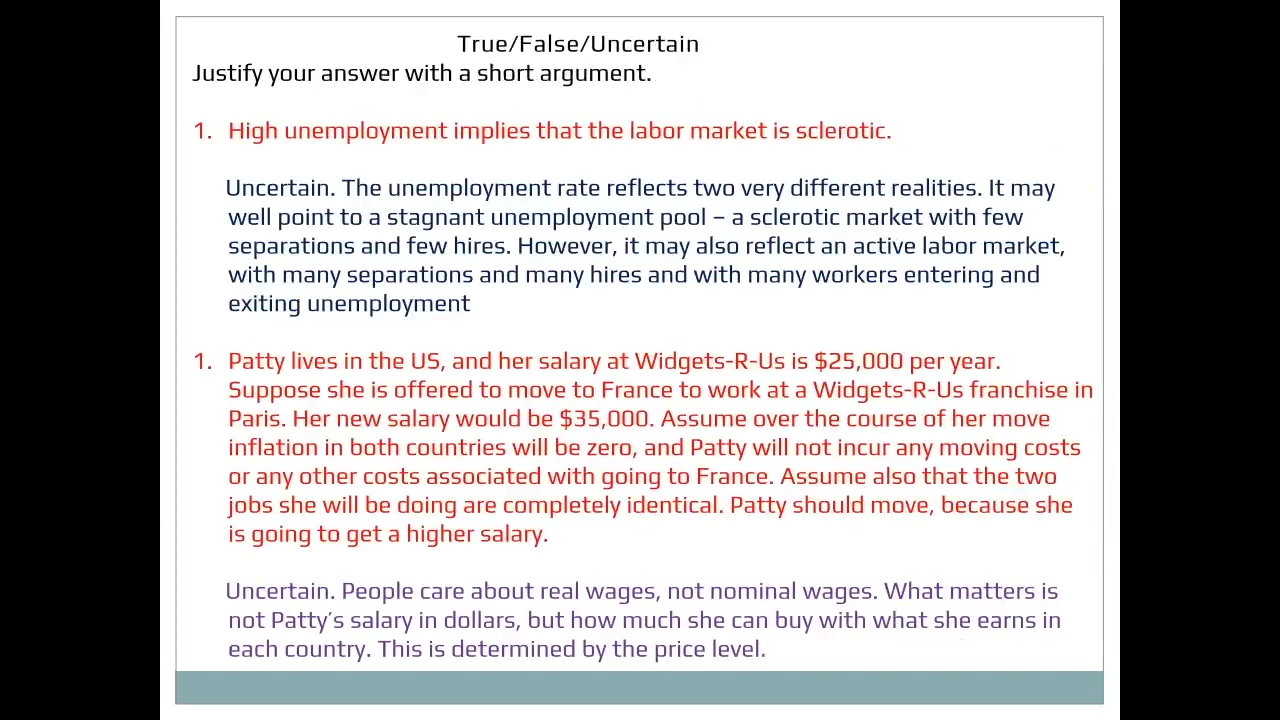 True/False/Uncertain
Justify your answer with a short argument.
1. High unemployment implies that the labor market is sclerotic.
Uncertain. The unemployment rate reflects two very different realities. It may
well point to a stagnant unemployment pool – a sclerotic market with few
separations and few hires. However, it may also reflect an active labor market,
with many separations and many hires and with many workers entering and
exiting unemployment
1. Patty lives in the US, and her salary at Widgets-R-Us is $25,000 per year.
Suppose she is offered to move to France to work at a Widgets-R-Us franchise in
Paris. Her new salary would be $35,000. Assume over the course of her move
inflation in both countries will be zero, and Patty will not incur any moving costs
or any other costs associated with going to France. Assume also that the two
jobs she will be doing are completely identical. Patty should move, because she
is going to get a higher salary.
Uncertain. People care about real wages, not nominal wages. What matters is
not Patty's salary in dollars, but how much she can buy with what she earns in
each country. This is determined by the price level.